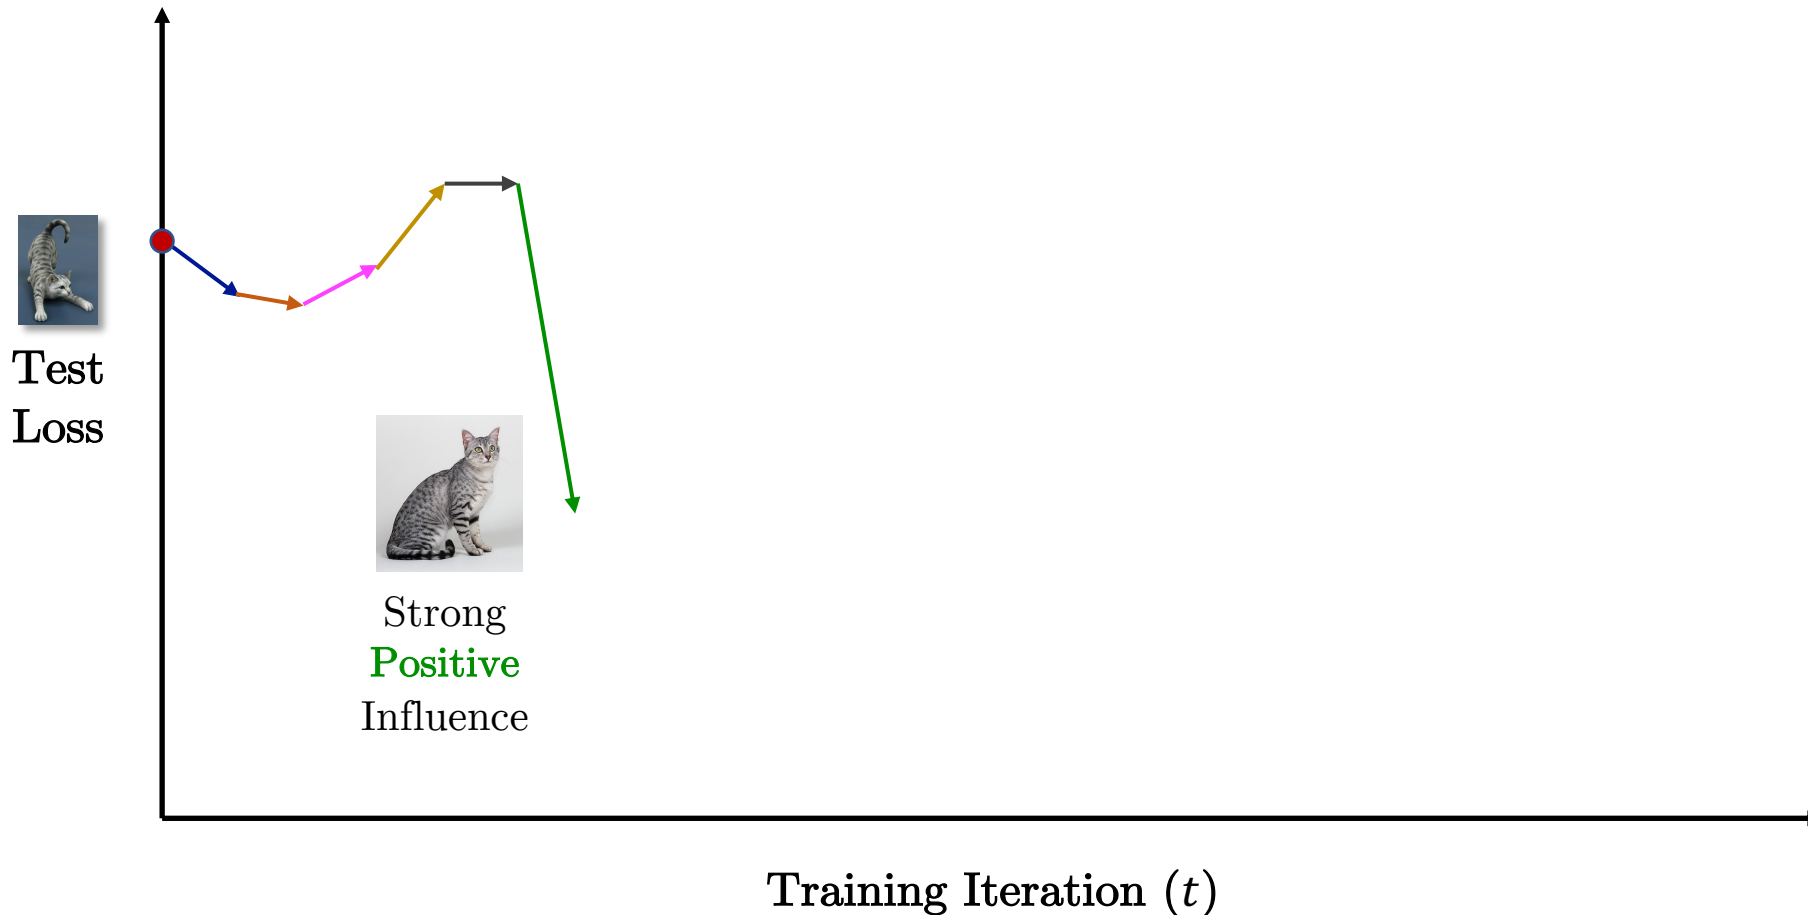 Test
Loss
Strong
Positive
Influence
Training Iteration (t)